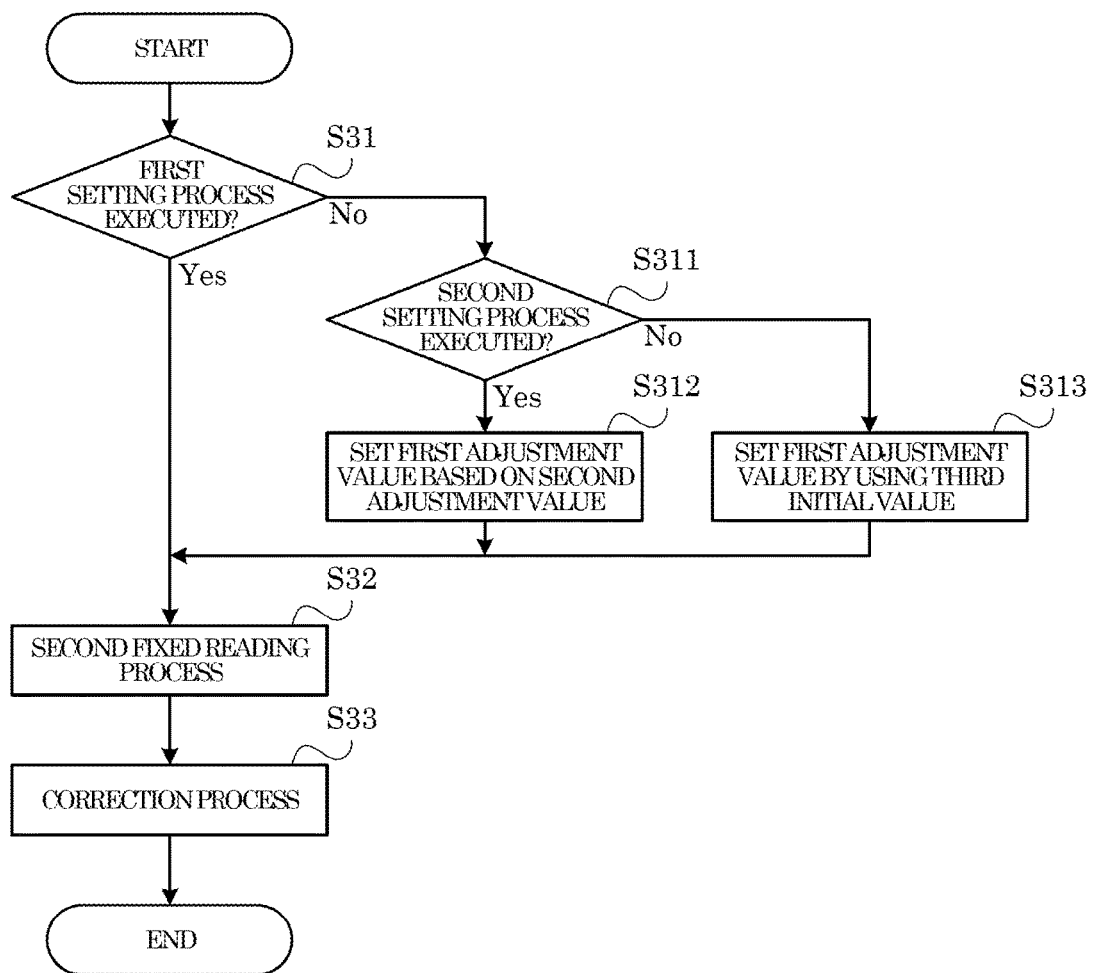 START
S31
FIRST
SETTING PROCESS
EXECUTED?
No
Yes
S311
SECOND
SETTING PROCESS
EXECUTED?
No
Yes
S312
SET FIRST ADJUSTMENT
VALUE BASED ON SECOND
ADJUSTMENT VALUE
S313
SET FIRST ADJUSTMENT
VALUE BY USING THIRD
INITIAL VALUE
S32
SECOND FIXED READING
PROCESS
S33
CORRECTION PROCESS
END